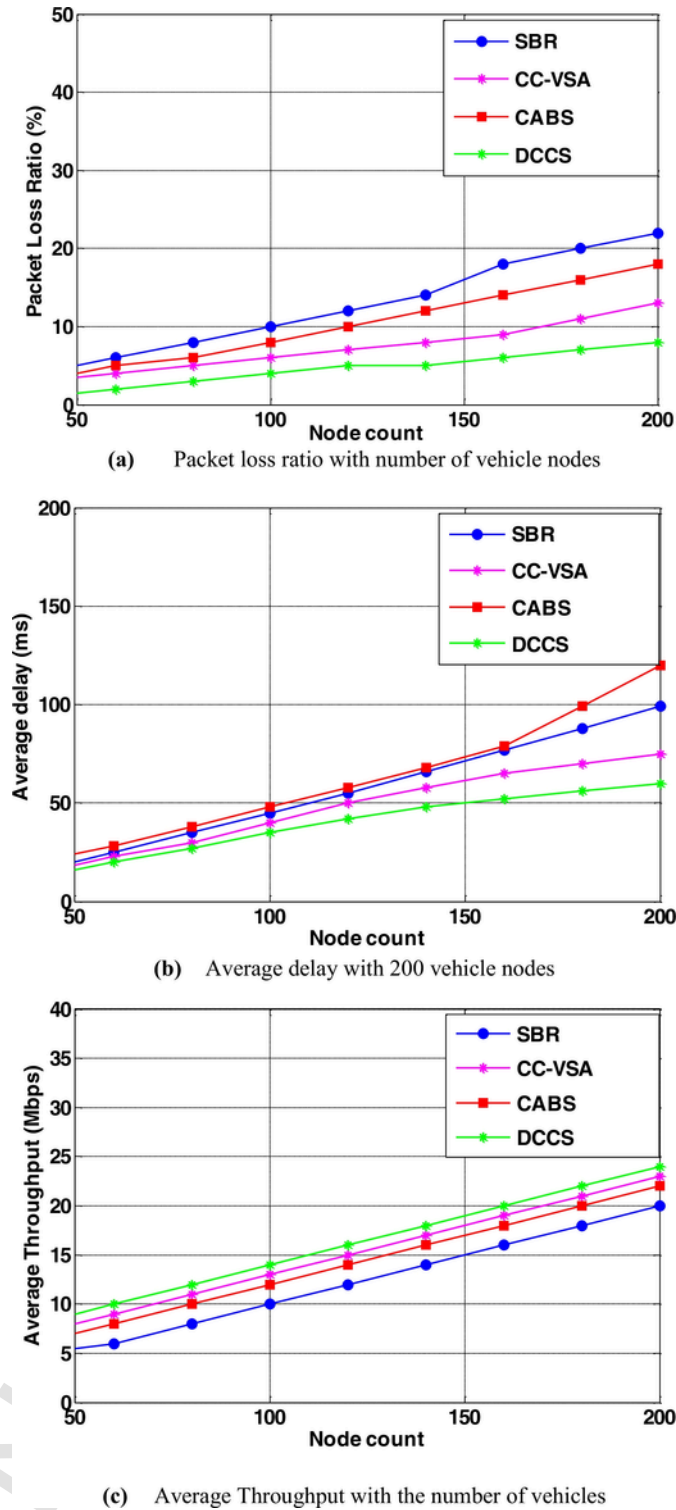 50
40
30
20
10
0
Packet Loss Ratio (%)
SBR
CC-VSA
CABS
DCCS
50
100
150
200
Node count
(a) Packet loss ratio with number of vehicle nodes
200
150
100
50
0
Average delay (ms)
SBR
CC-VSA
CABS
DCCS
50
100
150
200
Node count
(b) Average delay with 200 vehicle nodes
40
35
30
25
20
15
10
5
0
Average Throughput (Mbps)
SBR
CC-VSA
CABS
DCCS
50
100
150
200
Node count
(c) Average Throughput with the number of vehicles